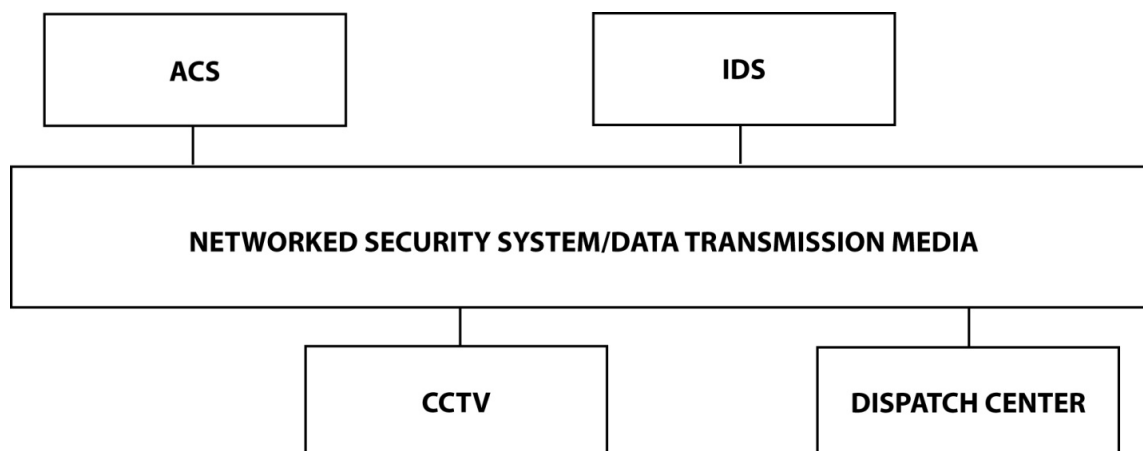 ACS
IDS
NETWORKED SECURITY SYSTEM/DATA TRANSMISSION MEDIA
CCTV
DISPATCH CENTER